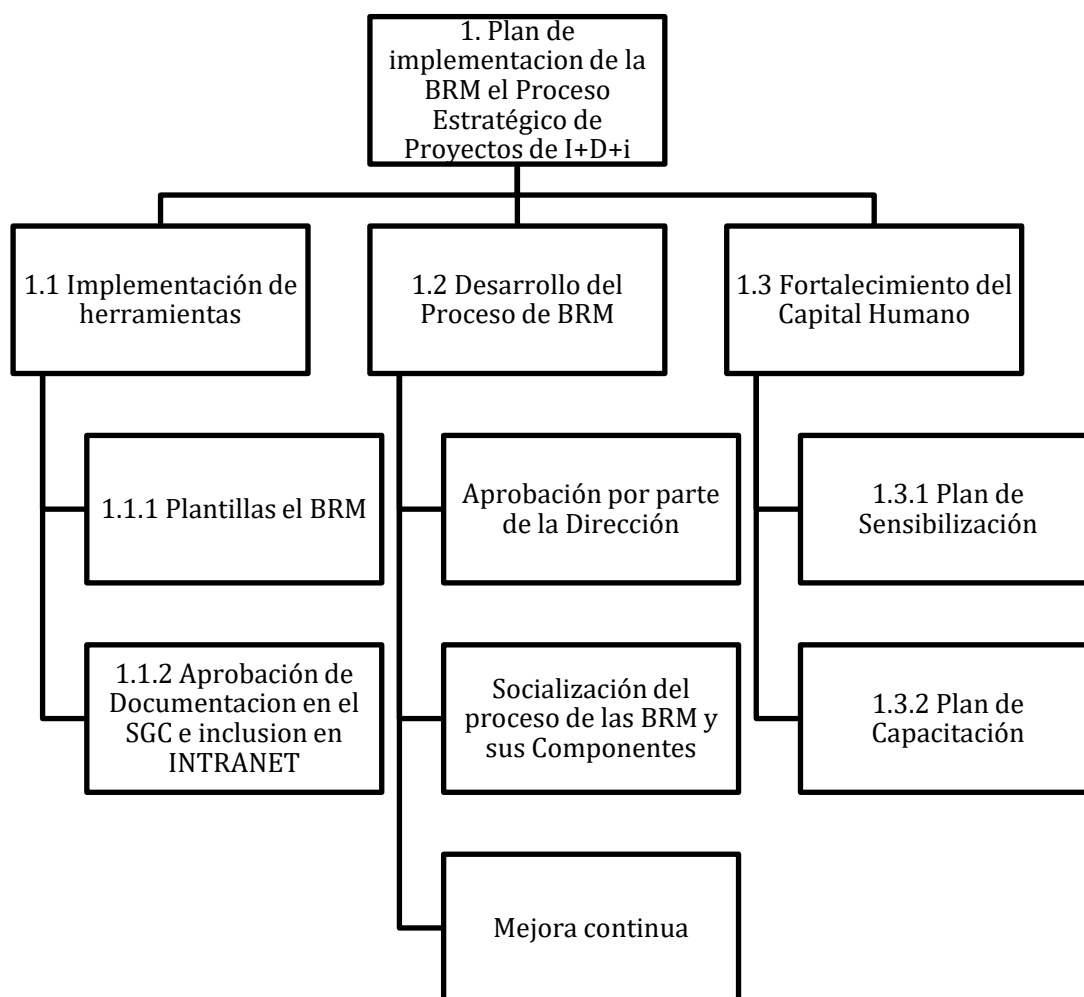 1. Plan de
implementacion de la
BRM el Proceso
Estratégico de
Proyectos de I+D+i
1.1 Implementación de
herramientas
1.2 Desarrollo del
Proceso de BRM
1.3 Fortalecimiento del
Capital Humano
1.1.1 Plantillas el BRM
Aprobación por parte
de la Dirección
1.3.1 Plan de
Sensibilización
1.1.2 Aprobación de
Documentacion en el
SGC e inclusion en
INTRANET
Socialización del
proceso de las BRM y
sus Componentes
1.3.2 Plan de
Capacitación
Mejora continua